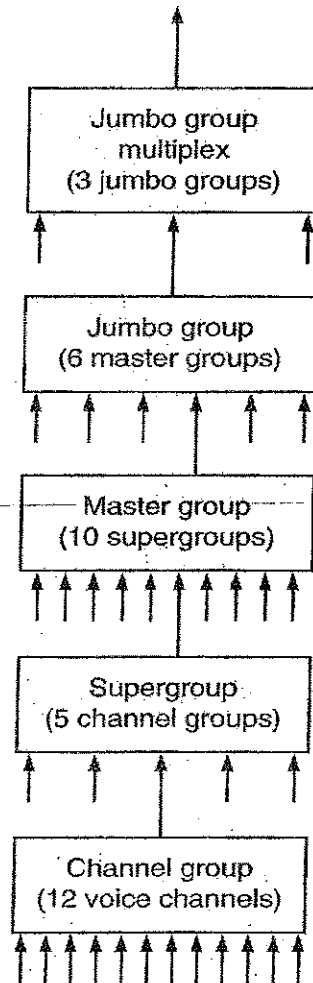 Jumbo group
multiplex
(3 jumbo groups)
Jumbo group
(6 master groups)
Master group
(10 supergroups)
Supergroup
(5 channel groups)
Channel group
(12 voice channels)